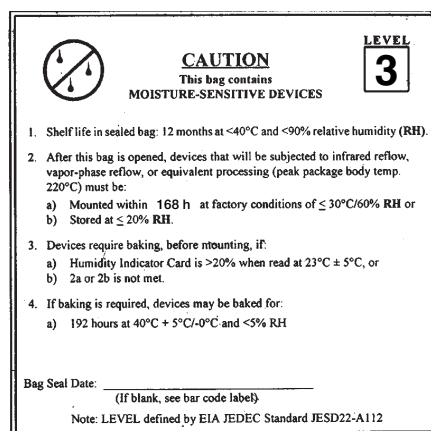 LEVEL
3
CAUTION
This bag contains
MOISTURE-SENSITIVE DEVICES
1. Shelf life in sealed bag: 12 months at <40°C and <90% relative humidity (RH).
2. After this bag is opened, devices that will be subjected to infrared reflow,
vapor-phase reflow, or equivalent processing (peak package body temp.
220°C) must be:
a) Mounted within 168 h at factory conditions of ≤ 30°C/60% RH or
b) Stored at ≤ 20% RH.
3. Devices require baking, before mounting, if:
a) Humidity Indicator Card is >20% when read at 23°C ± 5°C, or
b) 2a or 2b is not met.
4. If baking is required, devices may be baked for:
a) 192 hours at 40°C + 5°C/-0°C and <5% RH
Bag Seal Date:
(If blank, see bar code label)
Note: LEVEL defined by EIA JEDEC Standard JESD22-A112